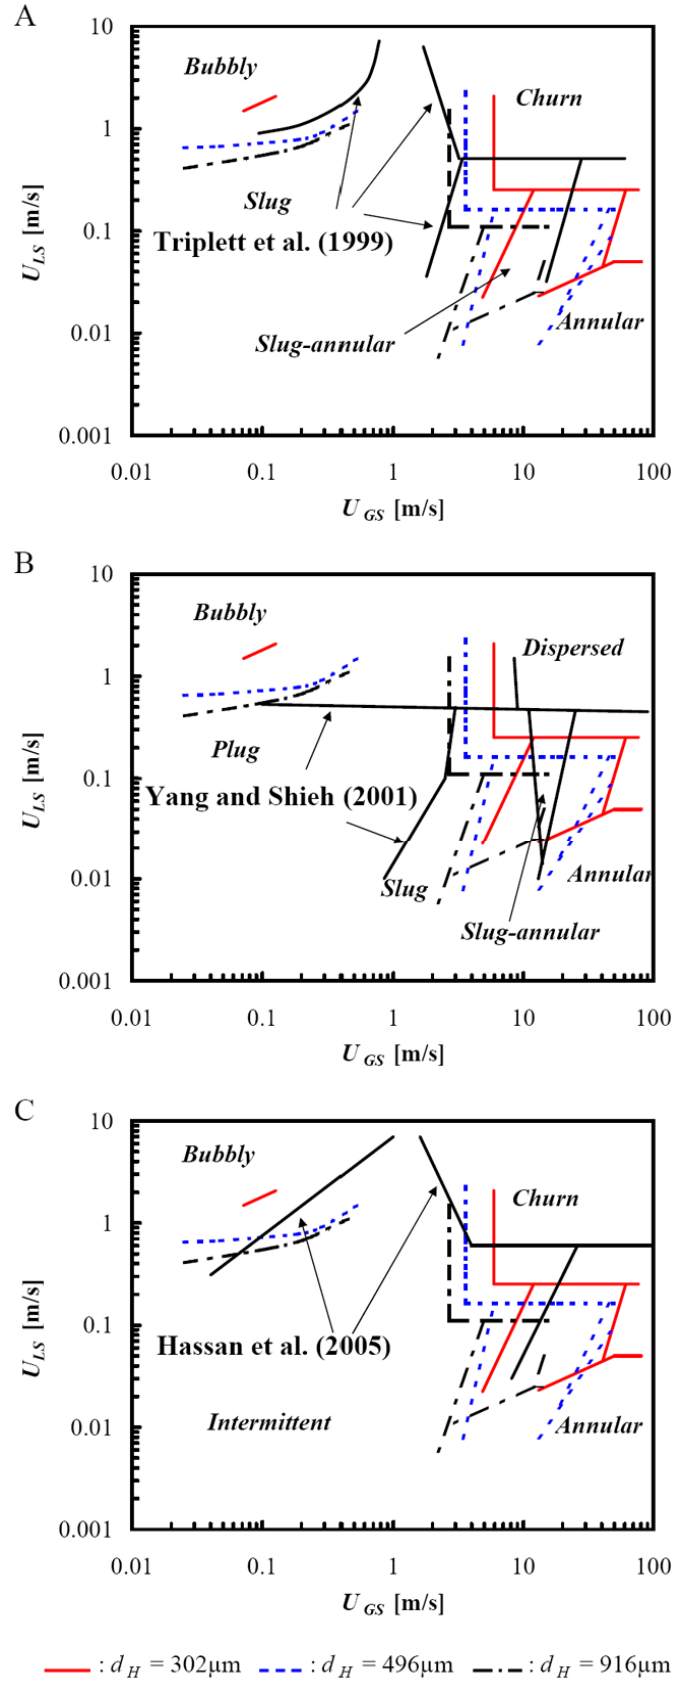 A
10
Bubbly
Churn
1
U_LS [m/s]
Slug
Triplett et al. (1999)
0.1
Slug-annular
Annular
0.01
0.001
0.01 0.1 1 10 100
U_GS [m/s]
B
10
Bubbly
Dispersed
1
Plug
U_LS [m/s]
0.1
Yang and Shieh (2001)
Slug
Annular
0.01
Slug-annular
0.001
0.01 0.1 1 10 100
U_GS [m/s]
C
10
Bubbly
Churn
1
U_LS [m/s]
0.1
Hassan et al. (2005)
Intermittent
Annular
0.01
0.001
0.01 0.1 1 10 100
U_GS [m/s]
: d_H = 302µm : d_H = 496µm : d_H = 916µm